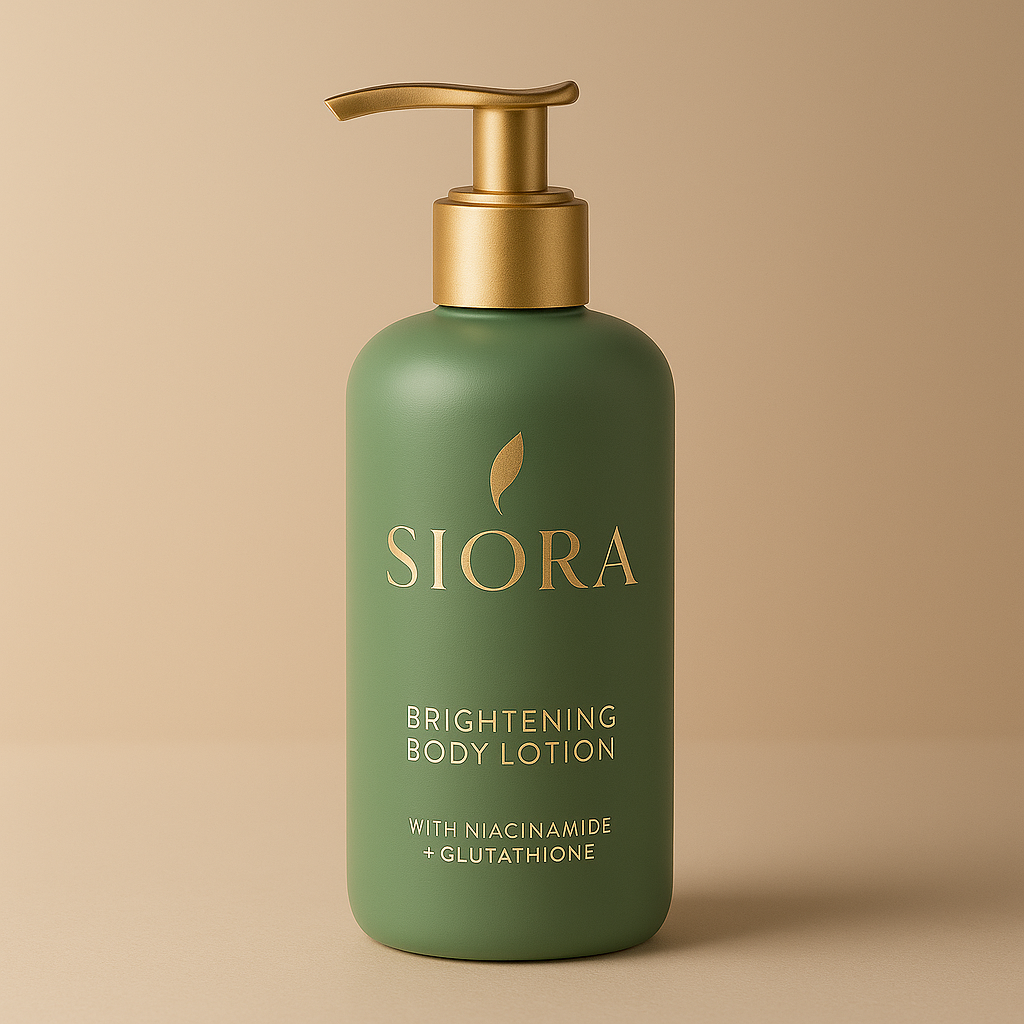 SIORA
BRIGHTENING
BODY LOTION
WITH NIACINAMIDE
+ GLUTATHIONE